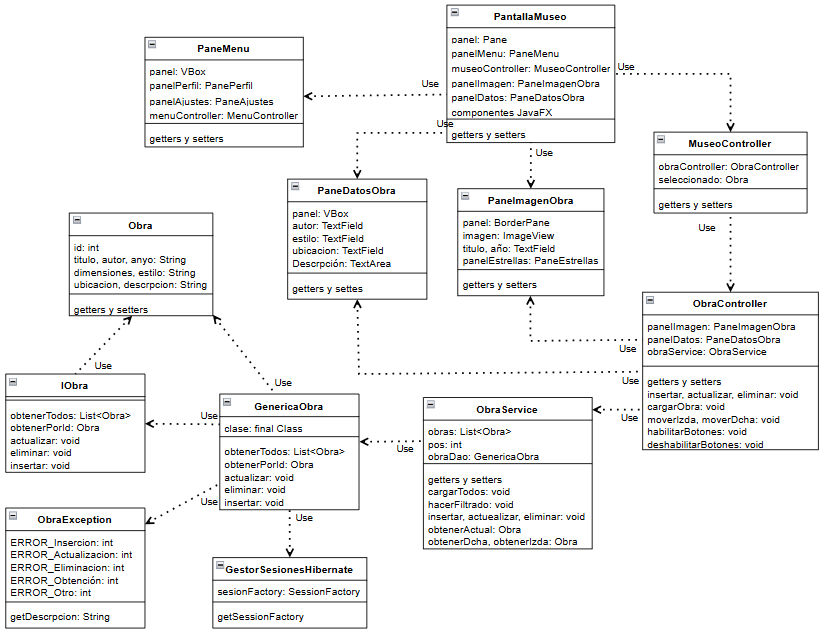 PantallaMuseo
panel: Pane
panelMenu: PaneMenu
museoController: MuseoController
panelImagen: PaneImagenObra
panelDatos: PaneDatosObra
componentes JavaFX
getters y setters
PaneMenu
panel: VBox
panelPerfil: PanePerfil
panelAjustes: PaneAjustes
menuController: MenuController
getters y setters
Use
Use
Use
Use
MuseoController
obraController: ObraController
seleccionado: Obra
getters y setters
PaneDatosObra
panel: VBox
autor: TextField
estilo: TextField
ubicacion: TextField
Descrpción: TextArea
getters y settes
PaneImagenObra
panel: BorderPane
imagen: ImageView
titulo, año: TextField
panelEstrellas: PaneEstrellas
getters y setters
Use
Obra
id: int
titulo, autor, anyo: String
dimensiones, estilo: String
ubicacion, descrpcion: String
getters y setters
ObraController
panelImagen: PaneImagenObra
panelDatos: PaneDatosObra
obraService: ObraService
getters y setters
insertar, actualizar, eliminar: void
cargarObra: void
moverIzda, moverDcha: void
habilitarBotones: void
deshabilitarBotones: void
Use
Use
Use
Use
Use
IObra
obtenerTodos: List<Obra>
obtenerPorId: Obra
actualizar: void
eliminar: void
insertar: void
Use
GenericaObra
clase: final Class
obtenerTodos: List<Obra>
obtenerPorId: Obra
actualizar: void
eliminar: void
insertar: void
Use
ObraService
obras: List<Obra>
pos: int
obraDao: GenericaObra
getters y setters
cargarTodos: void
hacerFiltrado: void
insertar, actuealizar, eliminar: void
obtenerActual: Obra
obtenerDcha, obtenerIzda: Obra
Use
Use
ObraException
ERROR_Insercion: int
ERROR_Actualizacion: int
ERROR_Eliminacion: int
ERROR_Obtención: int
ERROR_Otro: int
getDescrpcion: String
GestorSesionesHibernate
sesionFactory: SessionFactory
getSessionFactory